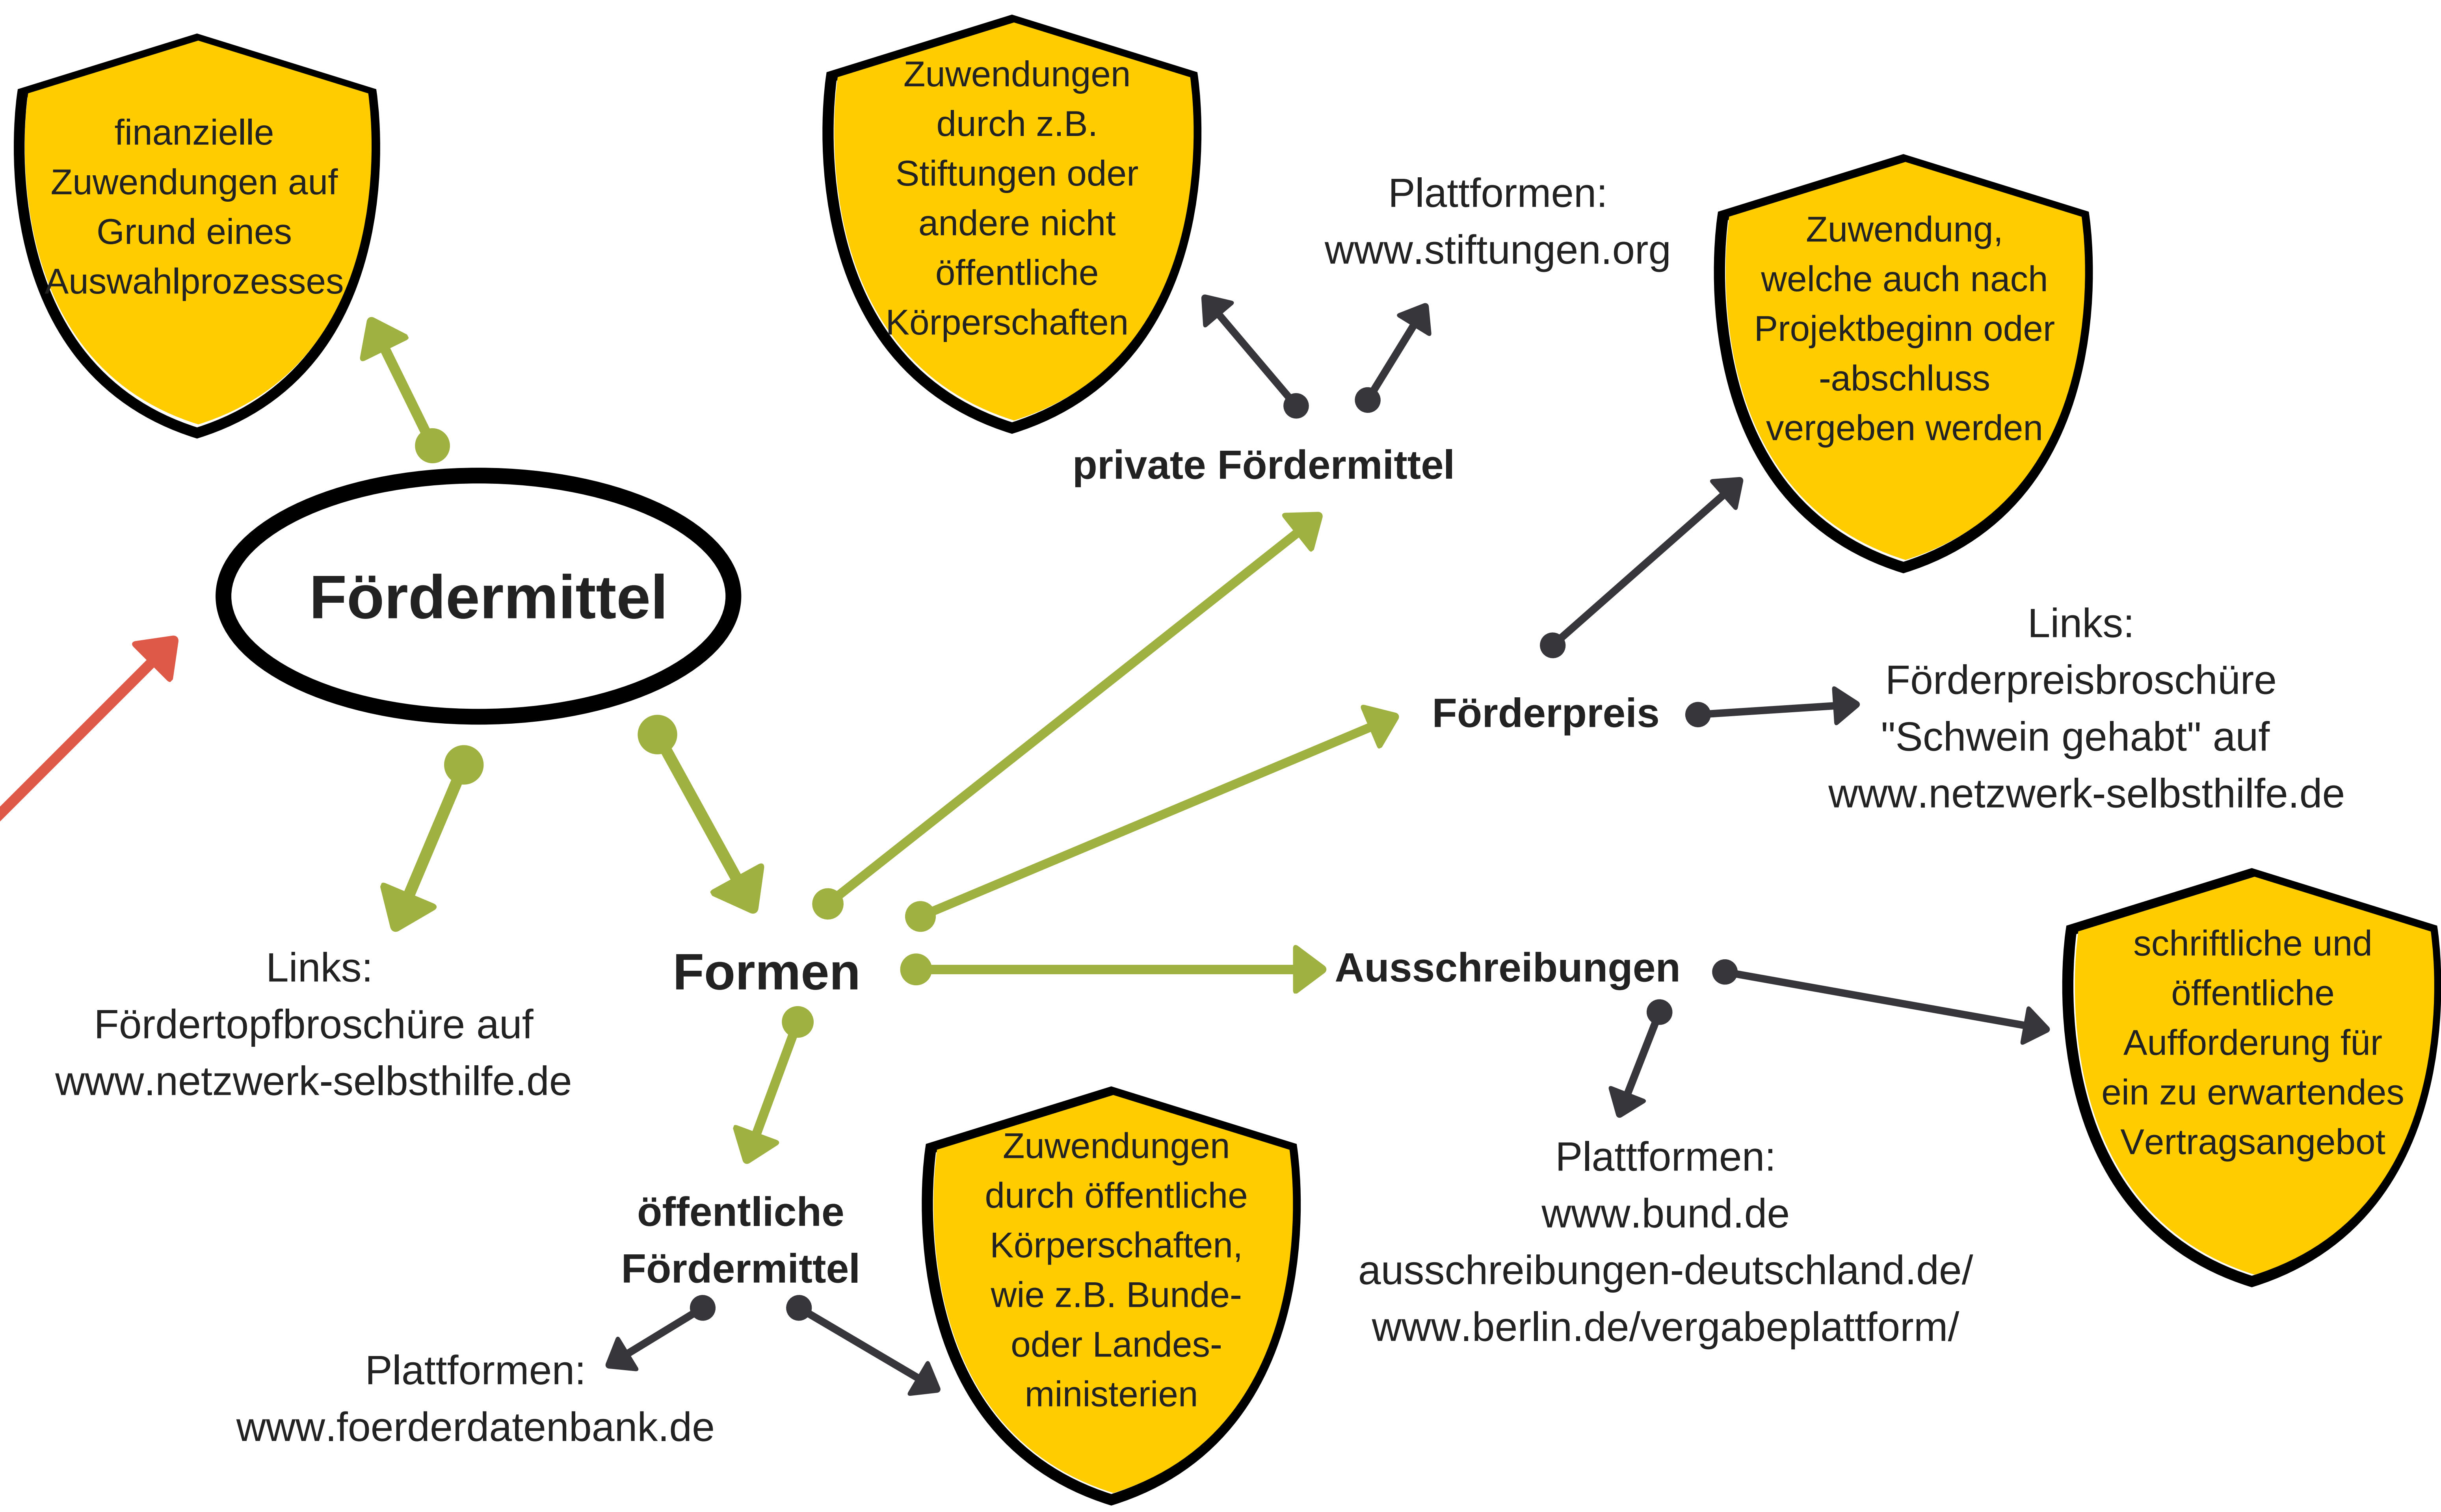 finanzielle
Zuwendungen auf
Grund eines
Auswahlprozesses
Zuwendungen
durch z.B.
Stiftungen oder
andere nicht
öffentliche
Körperschaften
Plattformen:
www.stiftungen.org
Zuwendung,
welche auch nach
Projektbeginn oder
-abschluss
vergeben werden
private Fördermittel
Fördermittel
Förderpreis
Links:
Förderpreisbroschüre
"Schwein gehabt" auf
www.netzwerk-selbsthilfe.de
Links:
Fördertopfbroschüre auf
www.netzwerk-selbsthilfe.de
Formen
Ausschreibungen
schriftliche und
öffentliche
Aufforderung für
ein zu erwartendes
Vertragsangebot
öffentliche
Fördermittel
Zuwendungen
durch öffentliche
Körperschaften,
wie z.B. Bunde-
oder Landes-
ministerien
Plattformen:
www.bund.de
ausschreibungen-deutschland.de/
www.berlin.de/vergabeplattform/
Plattformen:
www.foerderdatenbank.de